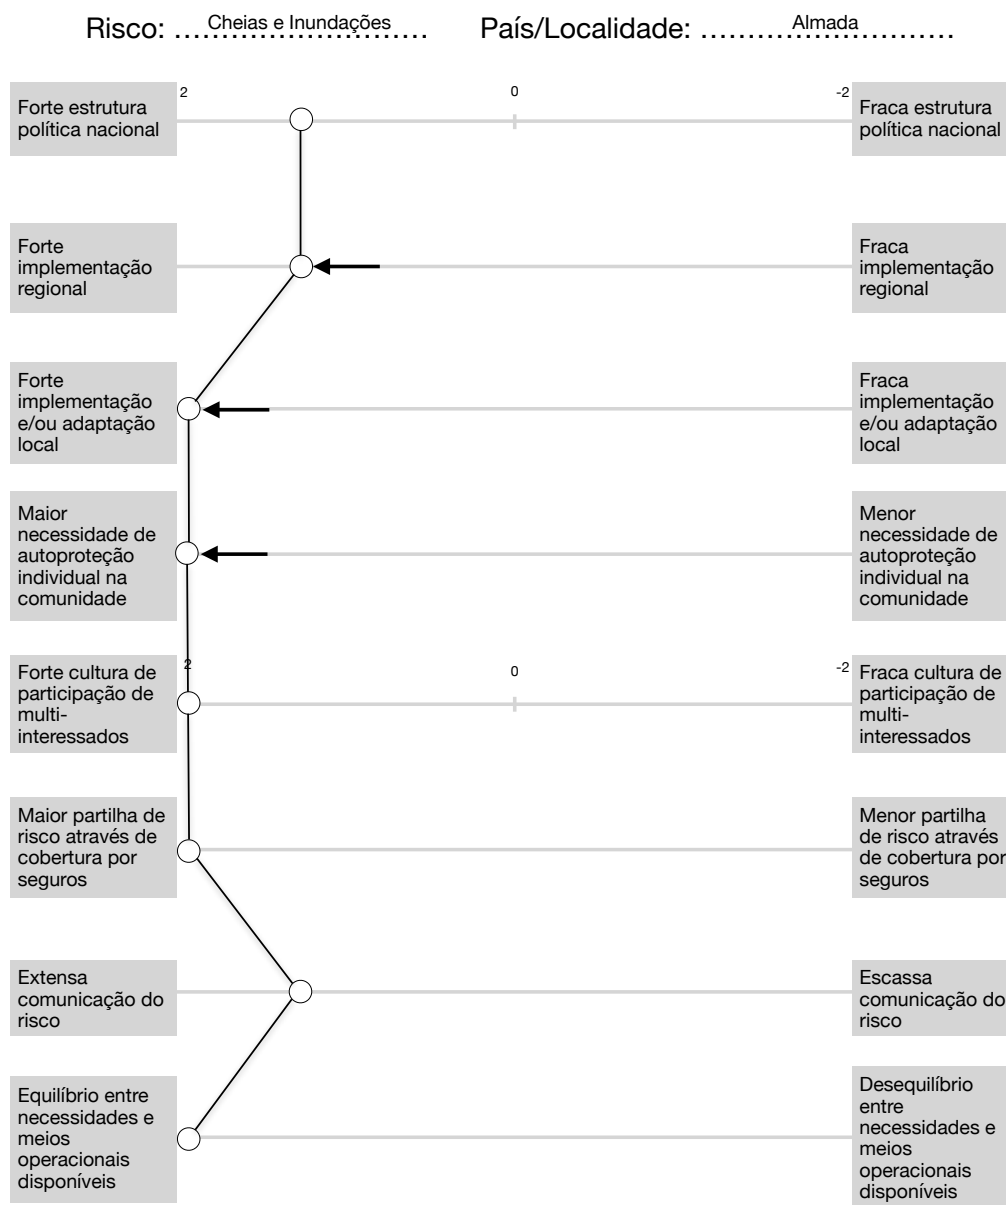 Risco: ........................... País/Localidade: ...........................
Cheias e Inundações Almada
2 0 -2
Forte estrutura
política nacional
Fraca estrutura
política nacional
Forte
implementação
regional
Fraca
implementação
regional
Forte
implementação
e/ou adaptação
local
Fraca
implementação
e/ou adaptação
local
Maior
necessidade de
autoproteção
individual na
comunidade
Menor
necessidade de
autoproteção
individual na
comunidade
2 0 -2
Forte cultura de
participação de
multi-
interessados
Fraca cultura de
participação de
multi-
interessados
Maior partilha de
risco através de
cobertura por
seguros
Menor partilha
de risco através
de cobertura por
seguros
Extensa
comunicação do
risco
Escassa
comunicação do
risco
Equilíbrio entre
necessidades e
meios
operacionais
disponíveis
Desequilíbrio
entre
necessidades e
meios
operacionais
disponíveis